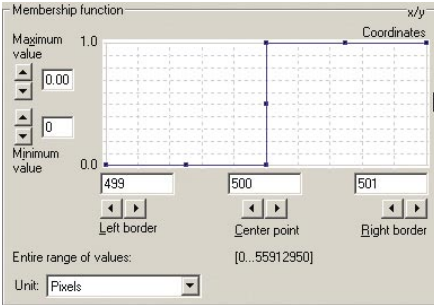 Membership function
x/y
Maximum value
1.0
Coordinates
0.00
0
Minimum value
0.0
499
500
501
Left border
Center point
Right border
Entire range of values:
[0...55912950]
Unit:
Pixels